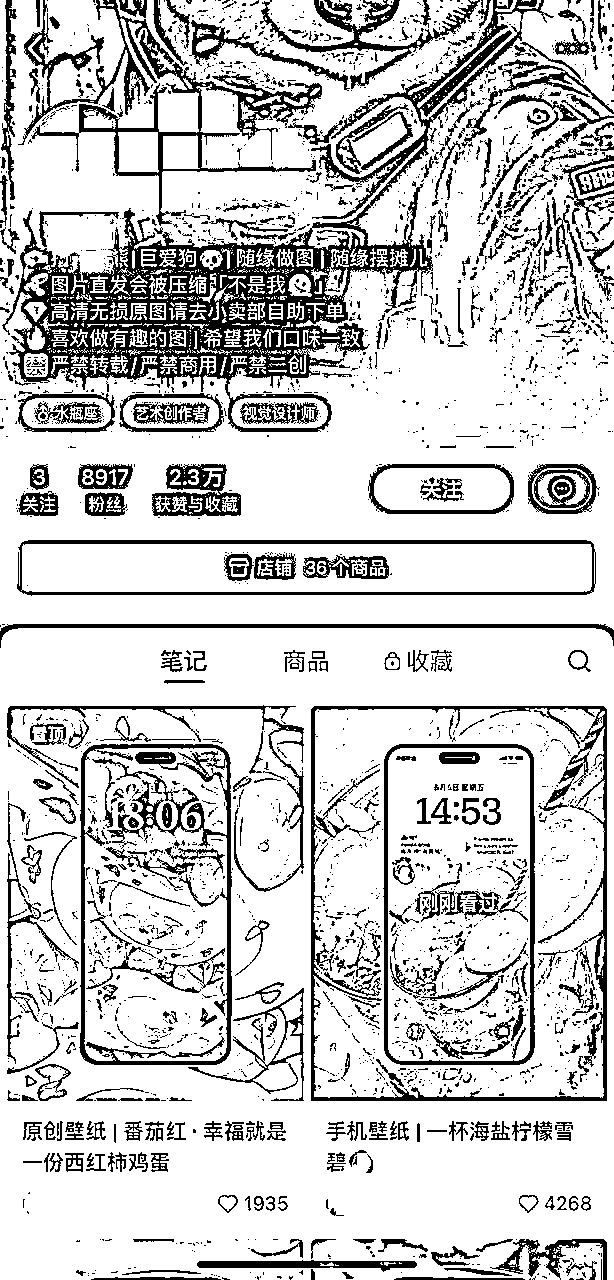 熊|巨爱狗|随缘做图|随缘摆摊儿
图片直发会被压缩「不是我」
高清无损原图请去小卖部自助下单
喜欢做有趣的图|希望我们口味一致
禁 严禁转载//严禁商用//严禁二创
水瓶座 艺术创作者 视觉设计师
3 8917 2.3万
关注 粉丝 获赞与收藏
关注
店铺 36个商品
笔记 商品 收藏
置顶
18:06
14:53
刚刚看过
原创壁纸 | 番茄红·幸福就是一份西红柿鸡蛋
1935
手机壁纸 | 一杯海盐柠檬雪碧
4268